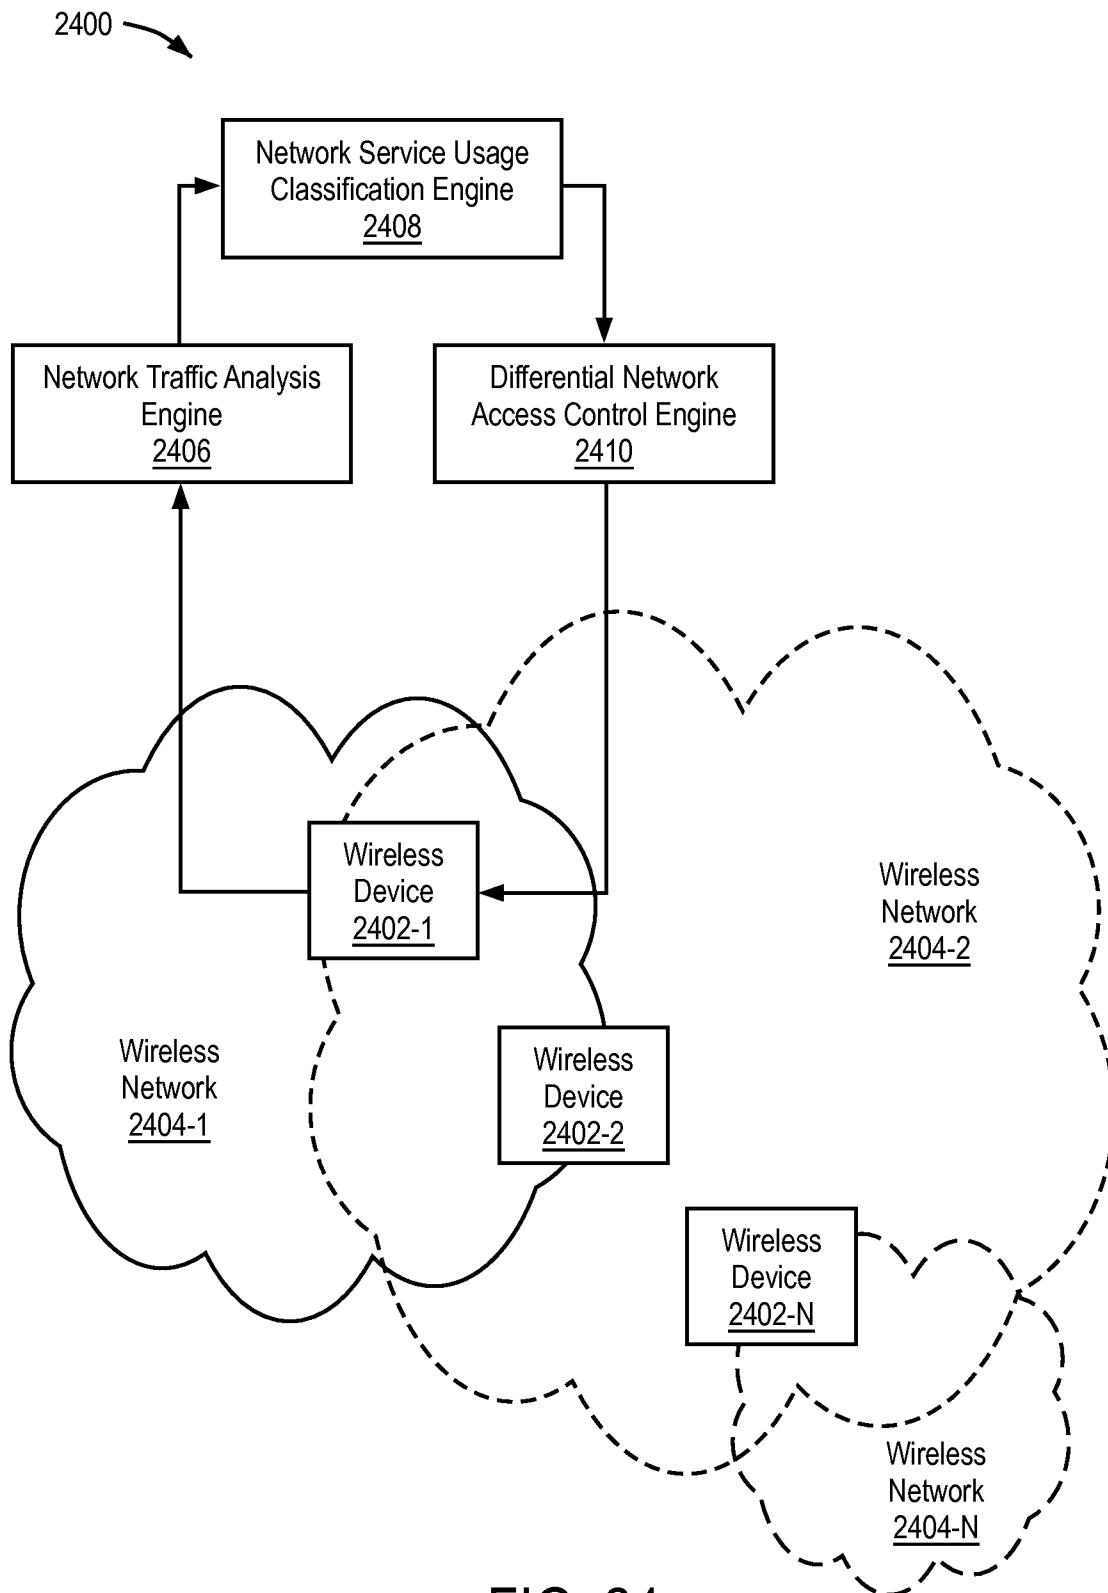 2400
Network Service Usage
Classification Engine
2408
Network Traffic Analysis
Engine
2406
Differential Network
Access Control Engine
2410
Wireless
Device
2402-1
Wireless
Network
2404-2
Wireless
Network
2404-1
Wireless
Device
2402-2
Wireless
Device
2402-N
Wireless
Network
2404-N